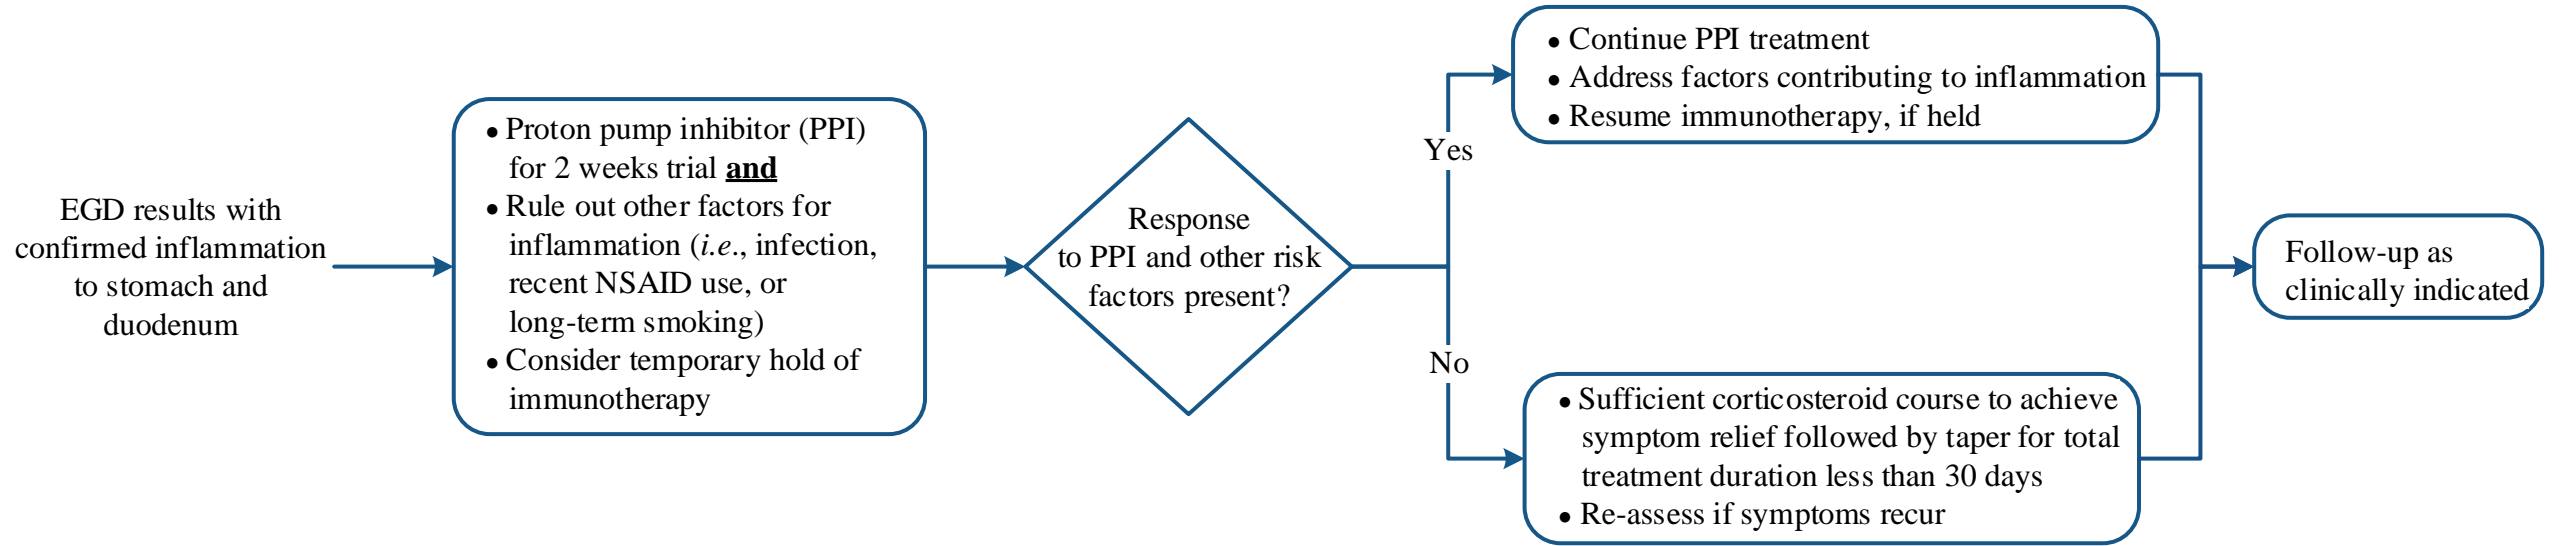 EGD results with
confirmed inflammation
to stomach and
duodenum
• Proton pump inhibitor (PPI)
for 2 weeks trial and
• Rule out other factors for
inflammation (i.e., infection,
recent NSAID use, or
long-term smoking)
• Consider temporary hold of
immunotherapy
Response
to PPI and other risk
factors present?
Yes
• Continue PPI treatment
• Address factors contributing to inflammation
• Resume immunotherapy, if held
No
• Sufficient corticosteroid course to achieve
symptom relief followed by taper for total
treatment duration less than 30 days
• Re-assess if symptoms recur
Follow-up as
clinically indicated